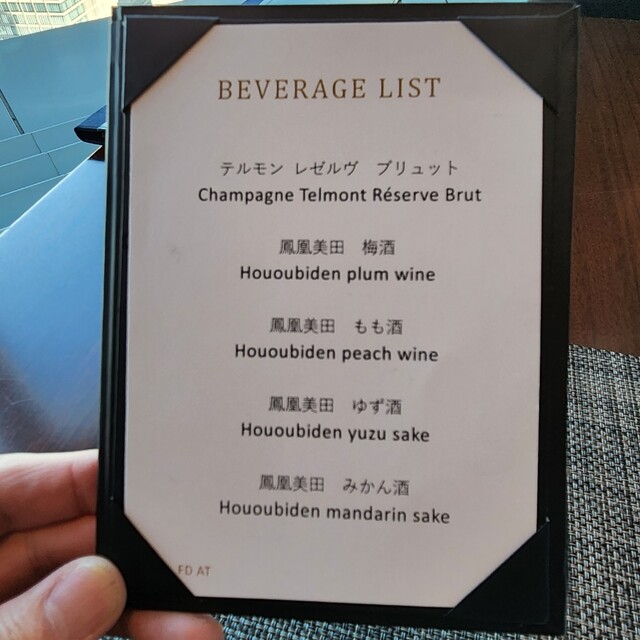 BEVERAGE LIST
テルモン レゼルヴ　ブリュット
Champagne Telmont Réserve Brut
鳳凰美田　梅酒
Hououbiden plum wine
鳳凰美田　もも酒
Hououbiden peach wine
鳳凰美田　ゆず酒
Hououbiden yuzu sake
鳳凰美田　みかん酒
Hououbiden mandarin sake
FD AT